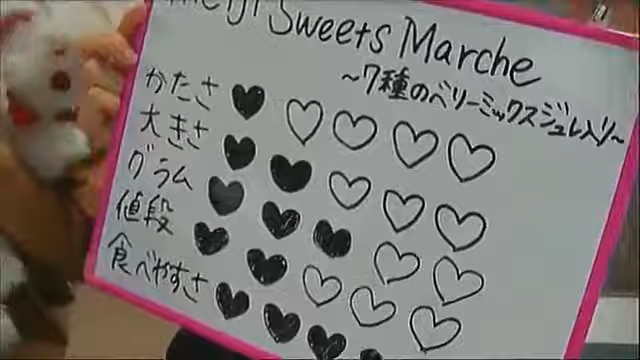 Meiji Sweets Marche
~7種のベリーミックスジュレ入り~
かたさ ♥♡♡♡♡
大きさ ♥♥♡♡♡
グラム ♥♥♥♡♡
値段 ♥♥♡♡♡
食べやすさ ♥♥♥♥